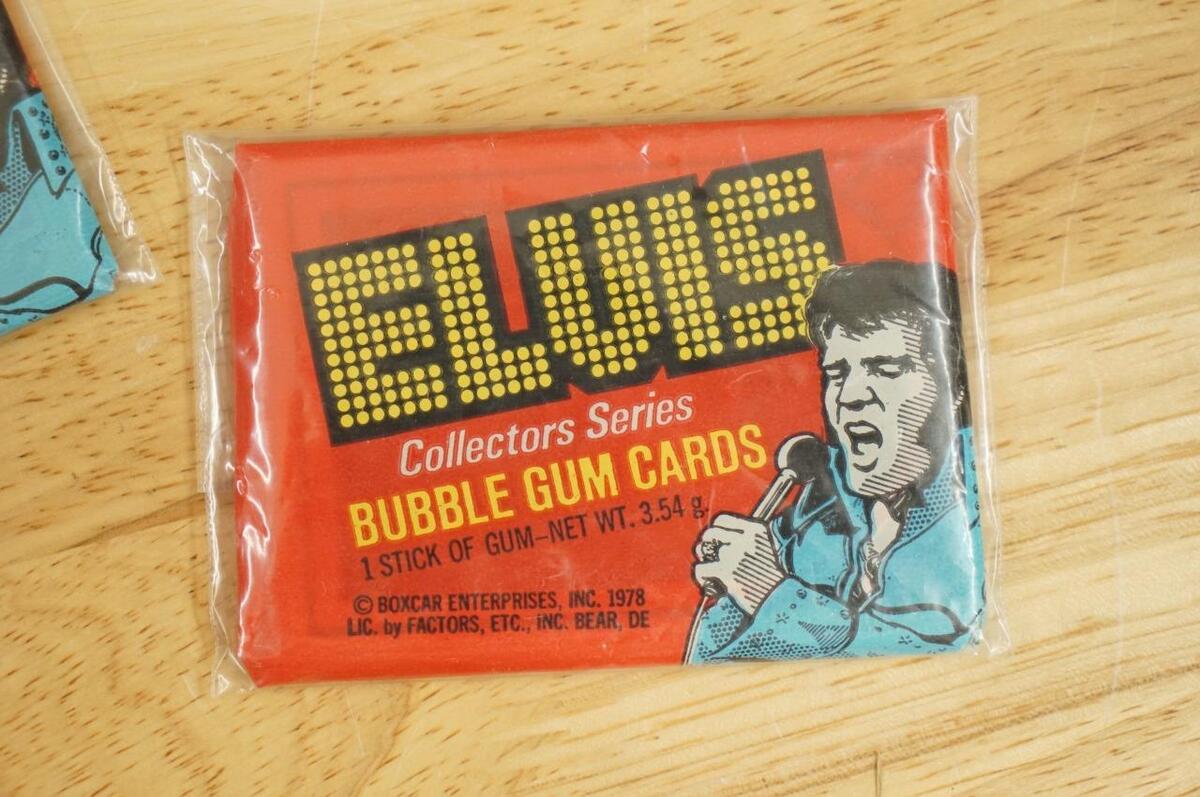 ELVIS
Collectors Series
BUBBLE GUM CARDS
1 STICK OF GUM–NET WT. 3.54 g.
© BOXCAR ENTERPRISES, INC. 1978
LIC. by FACTORS, ETC., INC. BEAR, DE